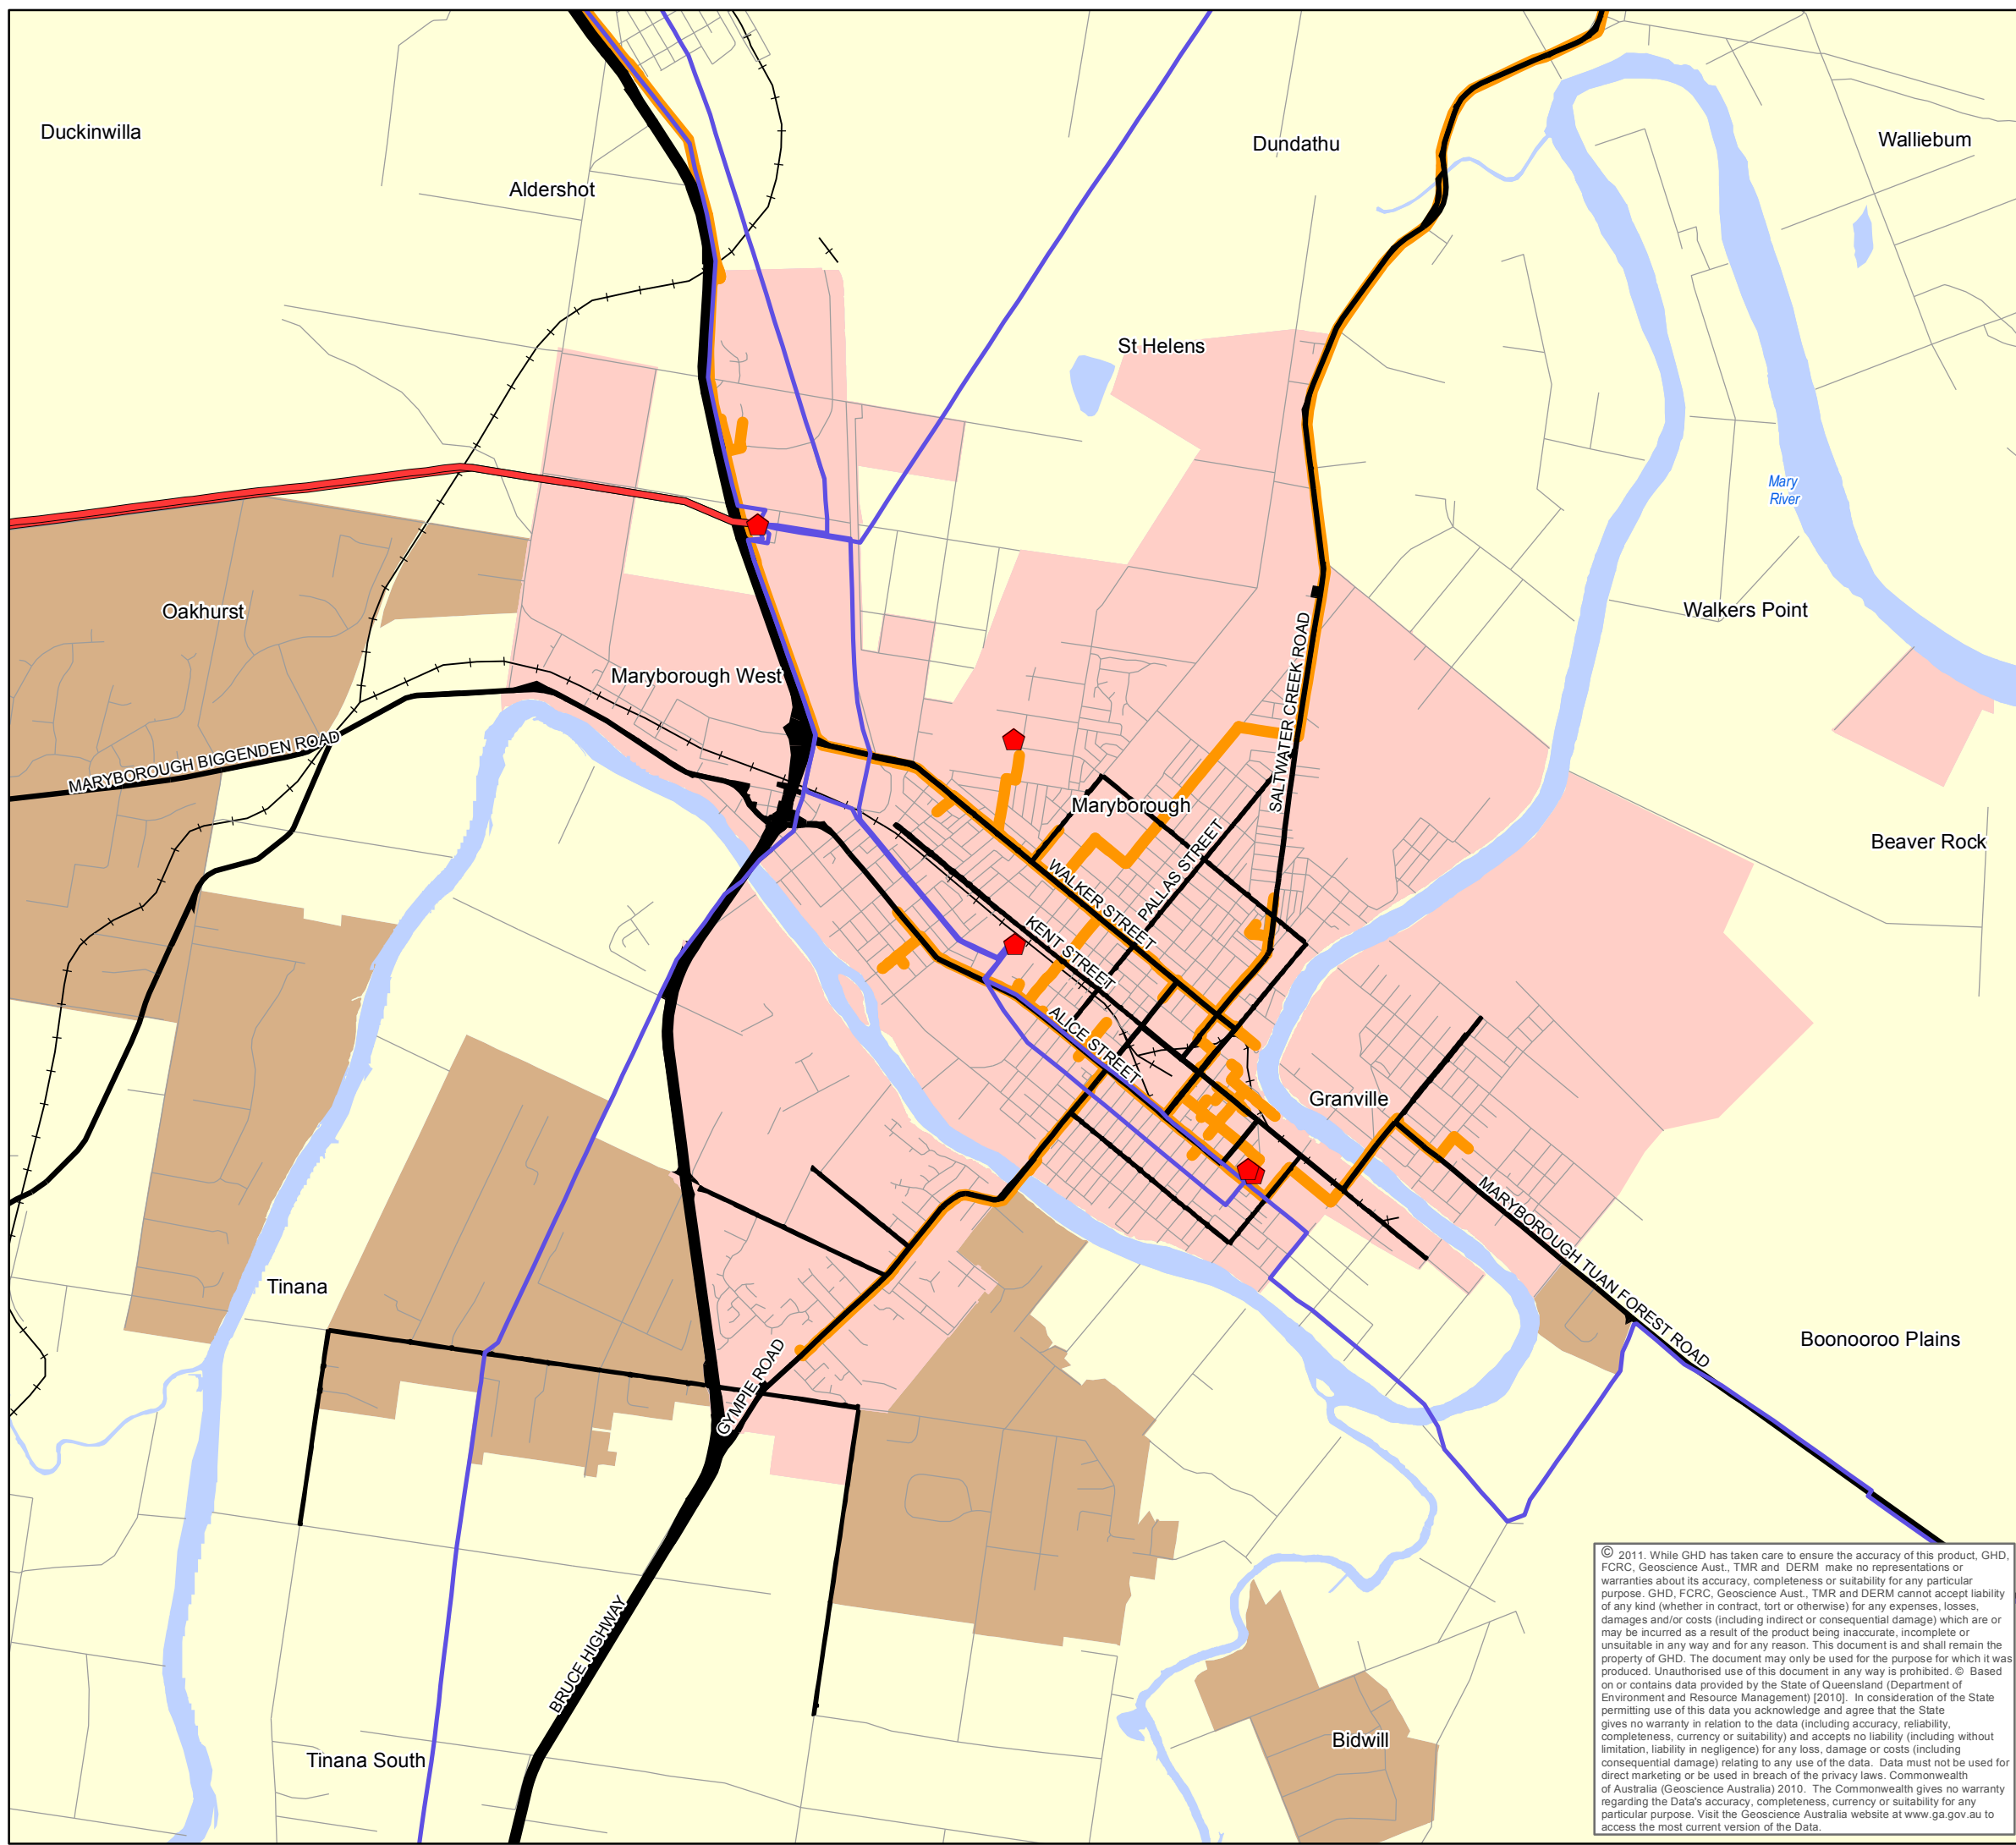 Duckinwilla
Dundathu
Walliebum
Aldershot
St Helens
Mary
River
Oakhurst
Walkers Point
Maryborough West
SALTWATER CREEK ROAD
MARYBOROUGH BIGGENDEN ROAD
Maryborough
Beaver Rock
PALLAS STREET
WALKER STREET
KENT STREET
ALICE STREET
Granville
MARYBOROUGH TUAN FOREST ROAD
Tinana
Boonooroo Plains
GYMPIE ROAD
BRUCE HIGHWAY
Bidwill
Tinana South
© 2011. While GHD has taken care to ensure the accuracy of this product, GHD,
FCRC, Geoscience Aust., TMR and DERM make no representations or
warranties about its accuracy, completeness or suitability for any particular
purpose. GHD, FCRC, Geoscience Aust., TMR and DERM cannot accept liability
of any kind (whether in contract, tort or otherwise) for any expenses, losses,
damages and/or costs (including indirect or consequential damage) which are or
may be incurred as a result of the product being inaccurate, incomplete or
unsuitable in any way and for any reason. This document is and shall remain the
property of GHD. The document may only be used for the purpose for which it was
produced. Unauthorised use of this document in any way is prohibited. © Based
on or contains data provided by the State of Queensland (Department of
Environment and Resource Management) [2010]. In consideration of the State
permitting use of this data you acknowledge and agree that the State
gives no warranty in relation to the data (including accuracy, reliability,
completeness, currency or suitability) and accepts no liability (including without
limitation, liability in negligence) for any loss, damage or costs (including
consequential damage) relating to any use of the data. Data must not be used for
direct marketing or be used in breach of the privacy laws. Commonwealth
of Australia (Geoscience Australia) 2010. The Commonwealth gives no warranty
regarding the Data's accuracy, completeness, currency or suitability for any
particular purpose. Visit the Geoscience Australia website at www.ga.gov.au to
access the most current version of the Data.